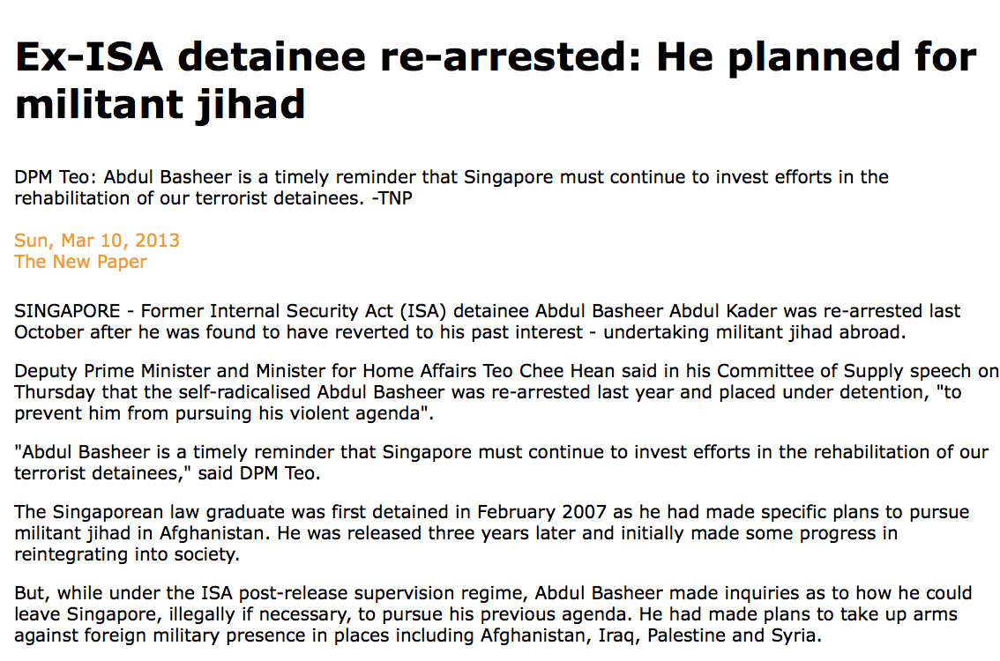 Ex-ISA detainee re-arrested: He planned for
militant jihad
DPM Teo: Abdul Basheer is a timely reminder that Singapore must continue to invest efforts in the
rehabilitation of our terrorist detainees. -TNP
Sun, Mar 10, 2013
The New Paper
SINGAPORE - Former Internal Security Act (ISA) detainee Abdul Basheer Abdul Kader was re-arrested last
October after he was found to have reverted to his past interest - undertaking militant jihad abroad.
Deputy Prime Minister and Minister for Home Affairs Teo Chee Hean said in his Committee of Supply speech on
Thursday that the self-radicalised Abdul Basheer was re-arrested last year and placed under detention, "to
prevent him from pursuing his violent agenda".
"Abdul Basheer is a timely reminder that Singapore must continue to invest efforts in the rehabilitation of our
terrorist detainees," said DPM Teo.
The Singaporean law graduate was first detained in February 2007 as he had made specific plans to pursue
militant jihad in Afghanistan. He was released three years later and initially made some progress in
reintegrating into society.
But, while under the ISA post-release supervision regime, Abdul Basheer made inquiries as to how he could
leave Singapore, illegally if necessary, to pursue his previous agenda. He had made plans to take up arms
against foreign military presence in places including Afghanistan, Iraq, Palestine and Syria.